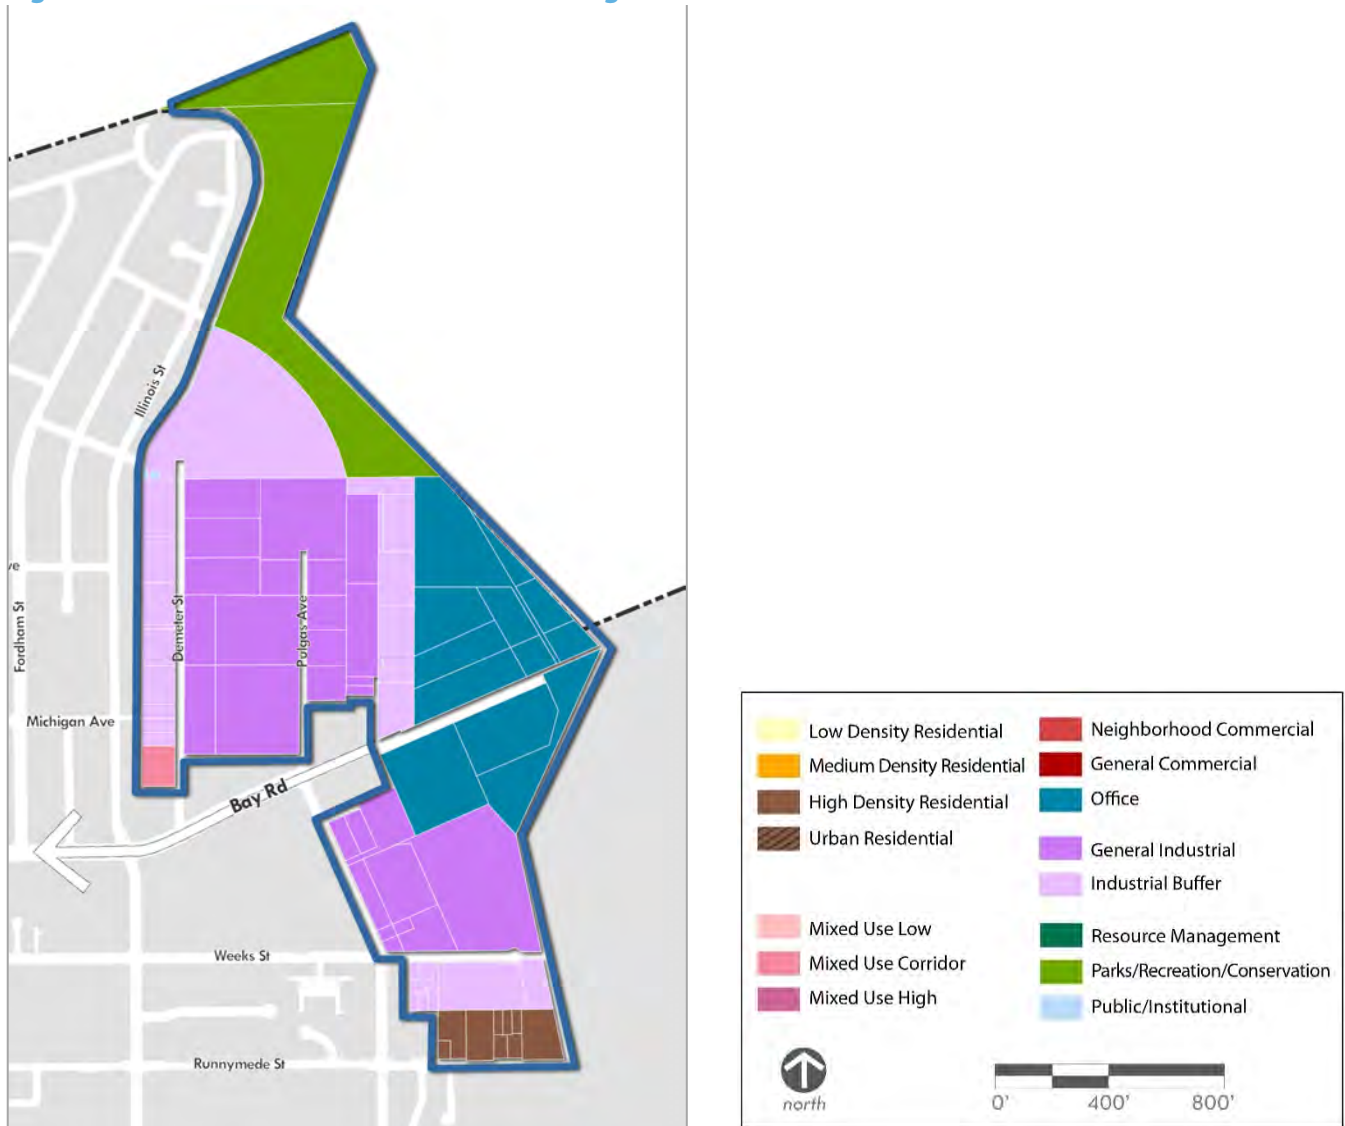 Illinois St
ve
Fordham St
Demeter St
Pulgas Ave
Michigan Ave
Bay Rd
Weeks St
Runnymede St
Low Density Residential
Medium Density Residential
High Density Residential
Urban Residential
Mixed Use Low
Mixed Use Corridor
Mixed Use High
Neighborhood Commercial
General Commercial
Office
General Industrial
Industrial Buffer
Resource Management
Parks/Recreation/Conservation
Public/Institutional
north
0' 400' 800'